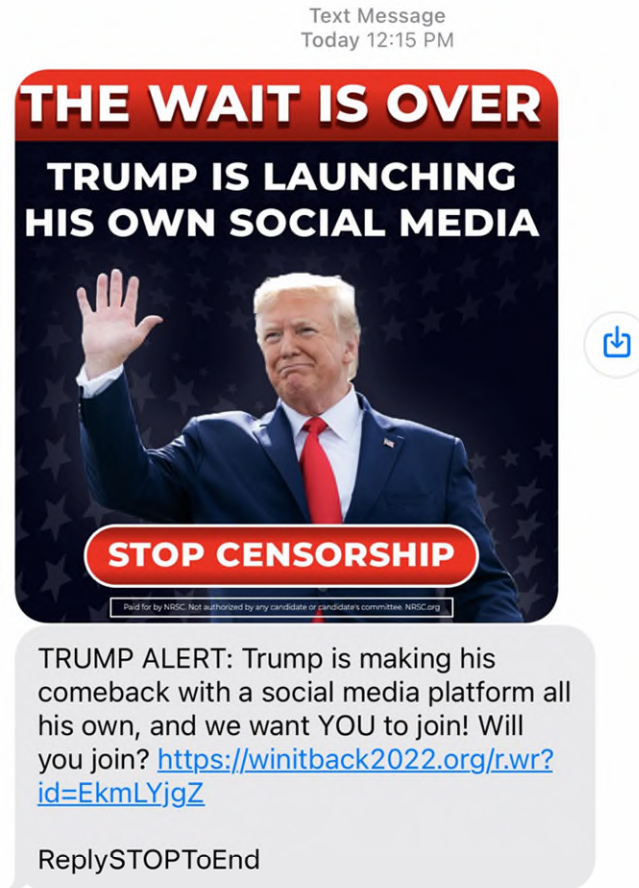 Text Message
Today 12:15 PM
THE WAIT IS OVER
TRUMP IS LAUNCHING
HIS OWN SOCIAL MEDIA
STOP CENSORSHIP
Paid for by NRSC. Not authorized by any candidate or candidate's committee. NRSC.org
TRUMP ALERT: Trump is making his
comeback with a social media platform all
his own, and we want YOU to join! Will
you join? https://winitback2022.org/r.wr?
id=EkmLYjgZ
ReplySTOPToEnd